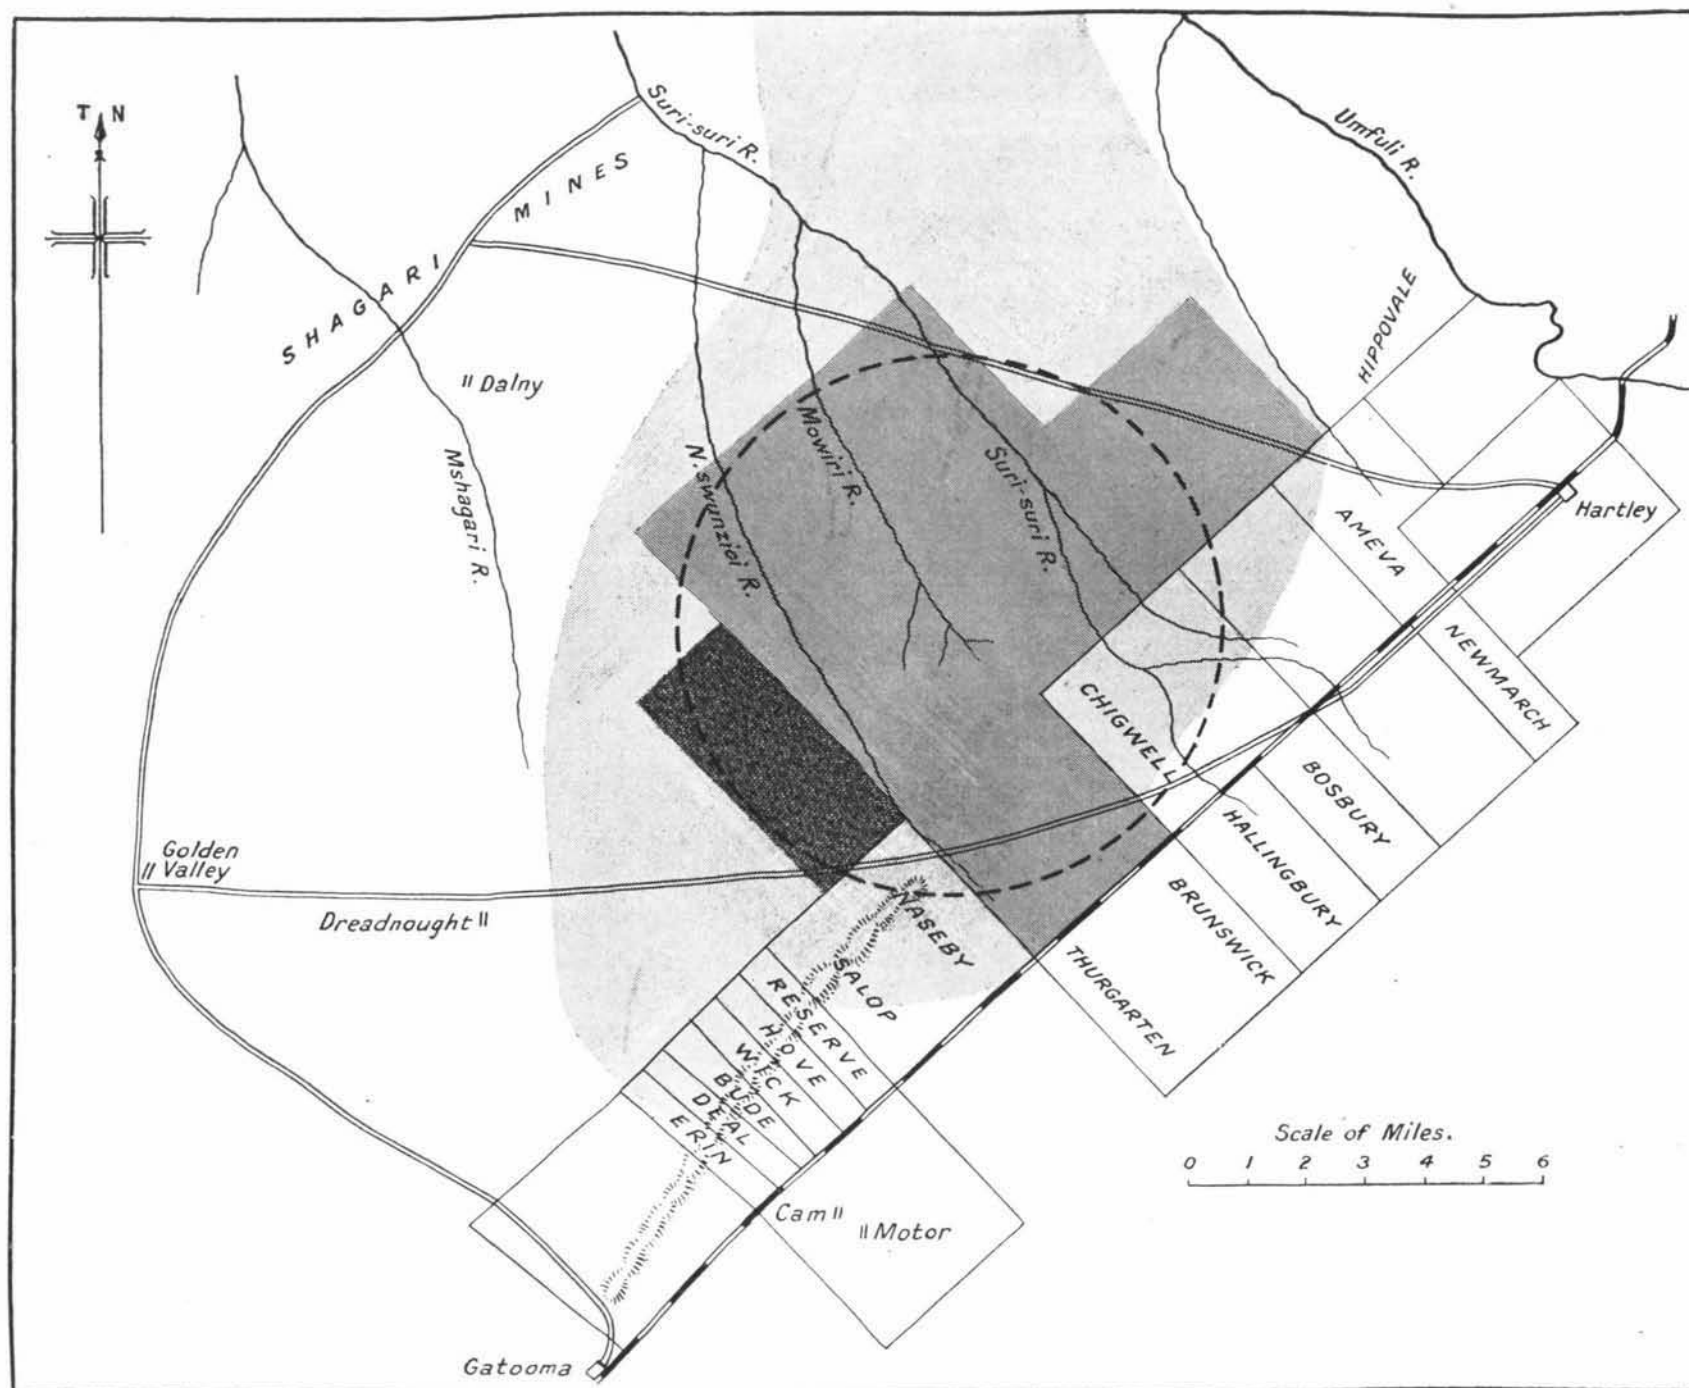 T N
Suri-suri R.
Umfuli R.
SHAGARI MINES
HIPPOVALE
Dalny
Mshagari R.
N.swunzioi R.
Mowiri R.
Suri-suri R.
Hartley
AMEVA
NEWMARCH
CHIGWELL
BOSBURY
HALLINGBURY
BRUNSWICK
THURGARTEN
Golden
Valley
Dreadnought
NASEBY
SALOP
RESERVE
HOVE
WICK
BUDE
DEAL
ERIN
Scale of Miles.
0 1 2 3 4 5 6
Cam
Motor
Gatooma